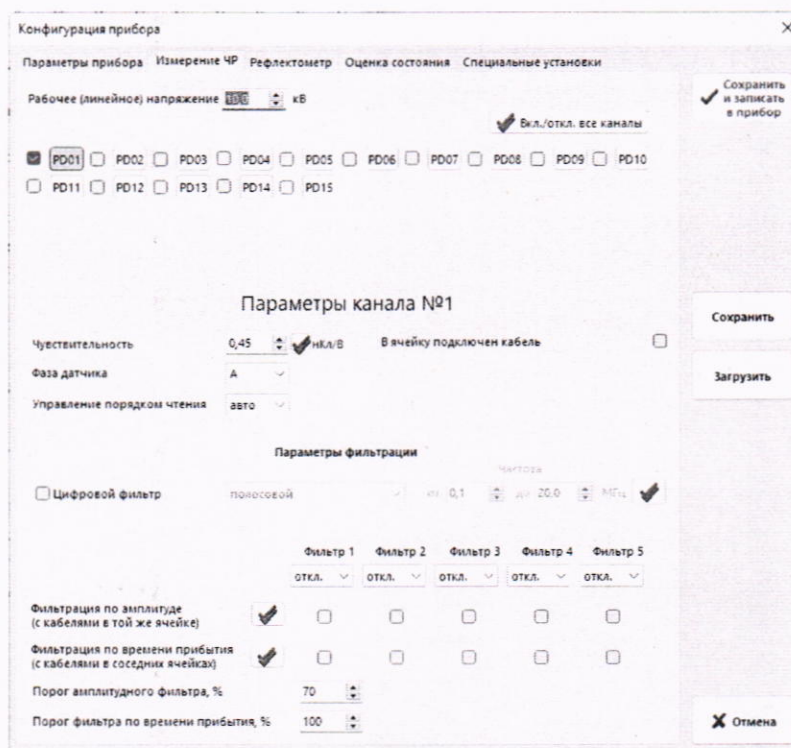 Конфигурация прибора
Параметры прибора Измерение ЧР Рефлектометр Оценка состояния Специальные установки
Рабочее (линейное) напряжение кВ
Сохранить и записать в прибор
Вкл./откл. все каналы
PD01 PD02 PD03 PD04 PD05 PD06 PD07 PD08 PD09 PD10
PD11 PD12 PD13 PD14 PD15
Параметры канала №1
Сохранить
Чувствительность 0,45 нКл/В В ячейку подключен кабель
Фаза датчика А
Загрузить
Управление порядком чтения авто
Параметры фильтрации
Частота
Цифровой фильтр полосовой от 0,1 до 20,0 МГц
Фильтр 1 Фильтр 2 Фильтр 3 Фильтр 4 Фильтр 5
откл. откл. откл. откл. откл.
Фильтрация по амплитуде
(с кабелями в той же ячейке)
Фильтрация по времени прибытия
(с кабелями в соседних ячейках)
Порог амплитудного фильтра, % 70
Порог фильтра по времени прибытия, % 100
Отмена